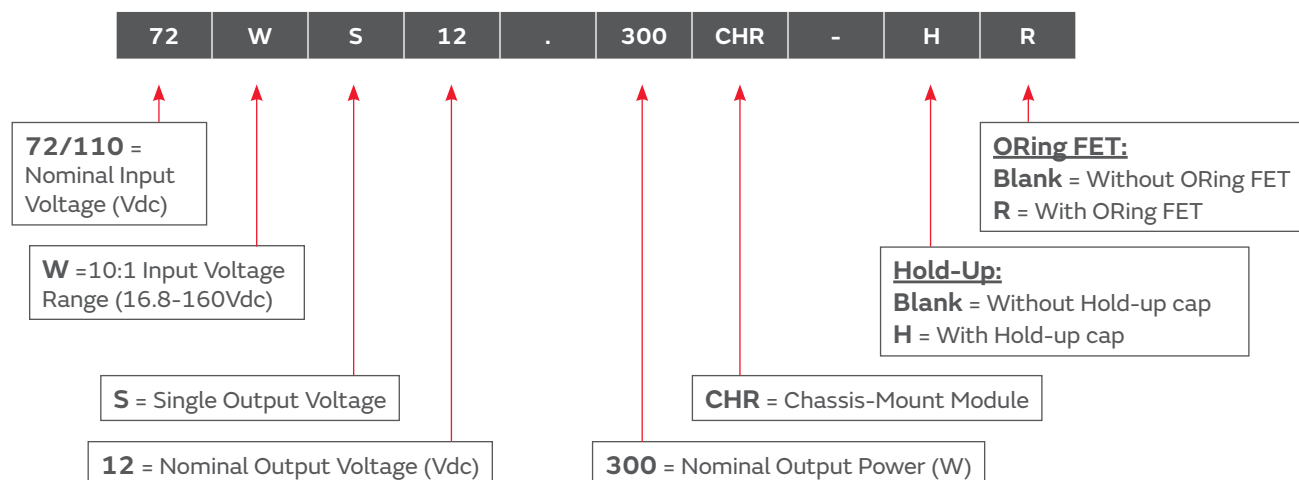 72 W S 12 . 300 CHR - H R
72/110 =
Nominal Input
Voltage (Vdc)
ORing FET:
Blank = Without ORing FET
R = With ORing FET
W =10:1 Input Voltage
Range (16.8-160Vdc)
Hold-Up:
Blank = Without Hold-up cap
H = With Hold-up cap
S = Single Output Voltage
CHR = Chassis-Mount Module
12 = Nominal Output Voltage (Vdc)
300 = Nominal Output Power (W)